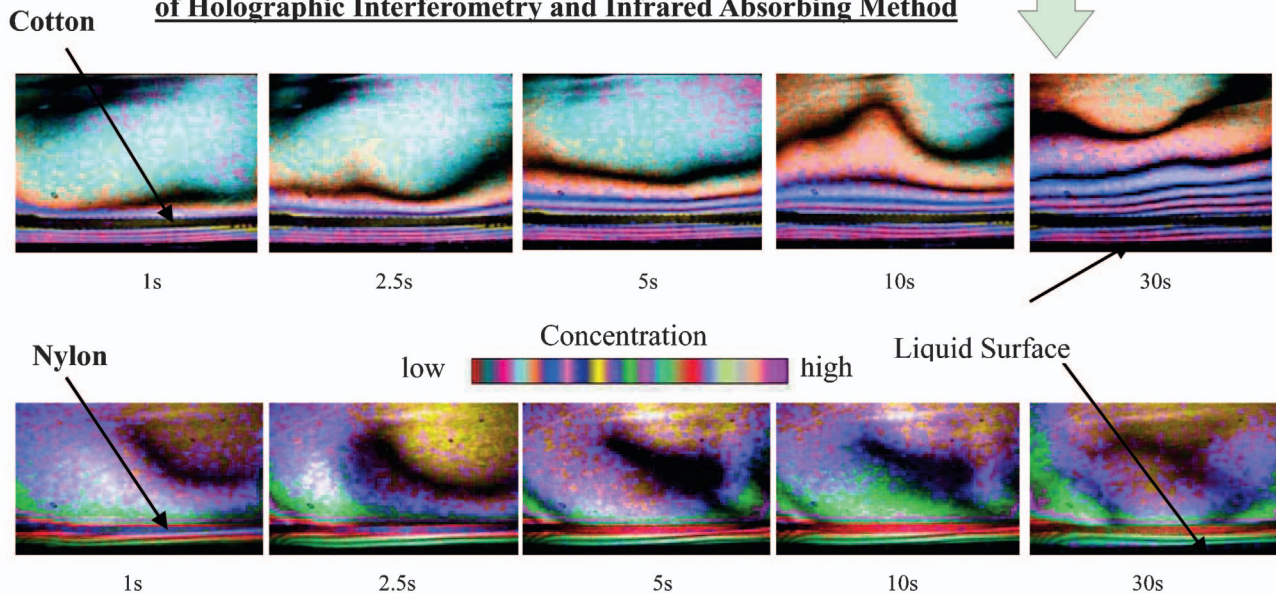 of Holographic Interferometry and Infrared Absorbing Method
Cotton
1s 2.5s 5s 10s 30s
Concentration
Nylon
low high
Liquid Surface
1s 2.5s 5s 10s 30s